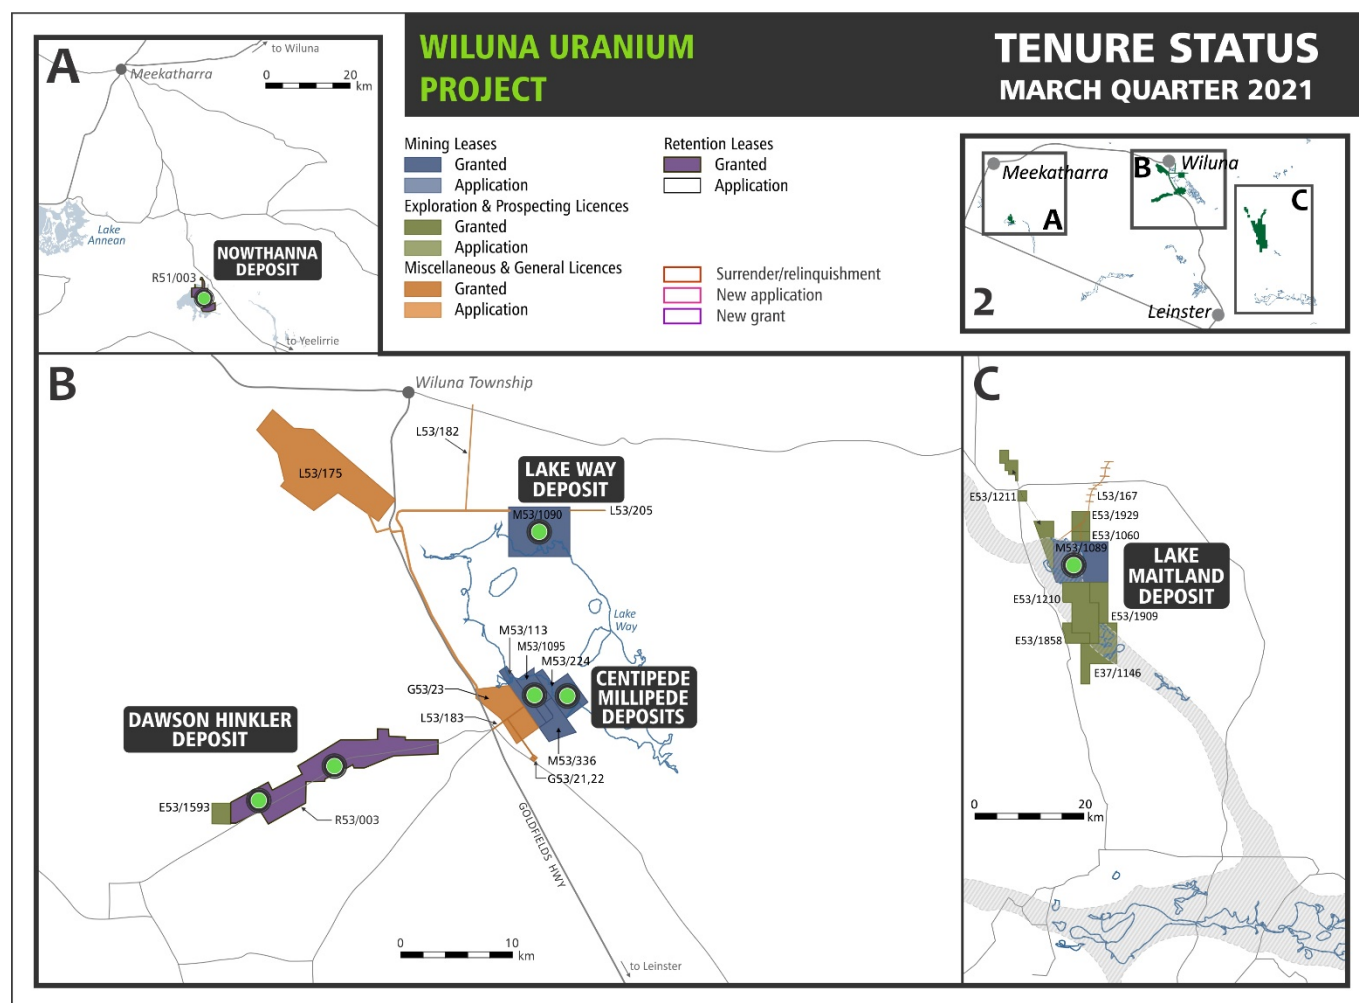 WILUNA URANIUM
PROJECT
TENURE STATUS
MARCH QUARTER 2021
A
to Wiluna
Meekatharra
0 20
km
Lake
Annean
NOWTHANNA
DEPOSIT
R51/003
to Yeelirrie
Mining Leases
Granted
Application
Exploration & Prospecting Licences
Granted
Application
Miscellaneous & General Licences
Granted
Application
Retention Leases
Granted
Application
Surrender/relinquishment
New application
New grant
Meekatharra
A
B
Wiluna
C
2
Leinster
B
Wiluna Township
L53/182
L53/175
LAKE WAY
DEPOSIT
M53/1090
L53/205
Lake
Way
M53/113
M53/1095
M53/224
G53/23
CENTIPEDE
MILLIPEDE
DEPOSITS
L53/183
M53/336
G53/21,22
DAWSON HINKLER
DEPOSIT
E53/1593
R53/003
GOLDFIELDS HWY
0 10
km
to Leinster
C
E53/1211
L53/167
E53/1929
E53/1060
M53/1089
LAKE
MAITLAND
DEPOSIT
E53/1210
E53/1909
E53/1858
E37/1146
0 20
km